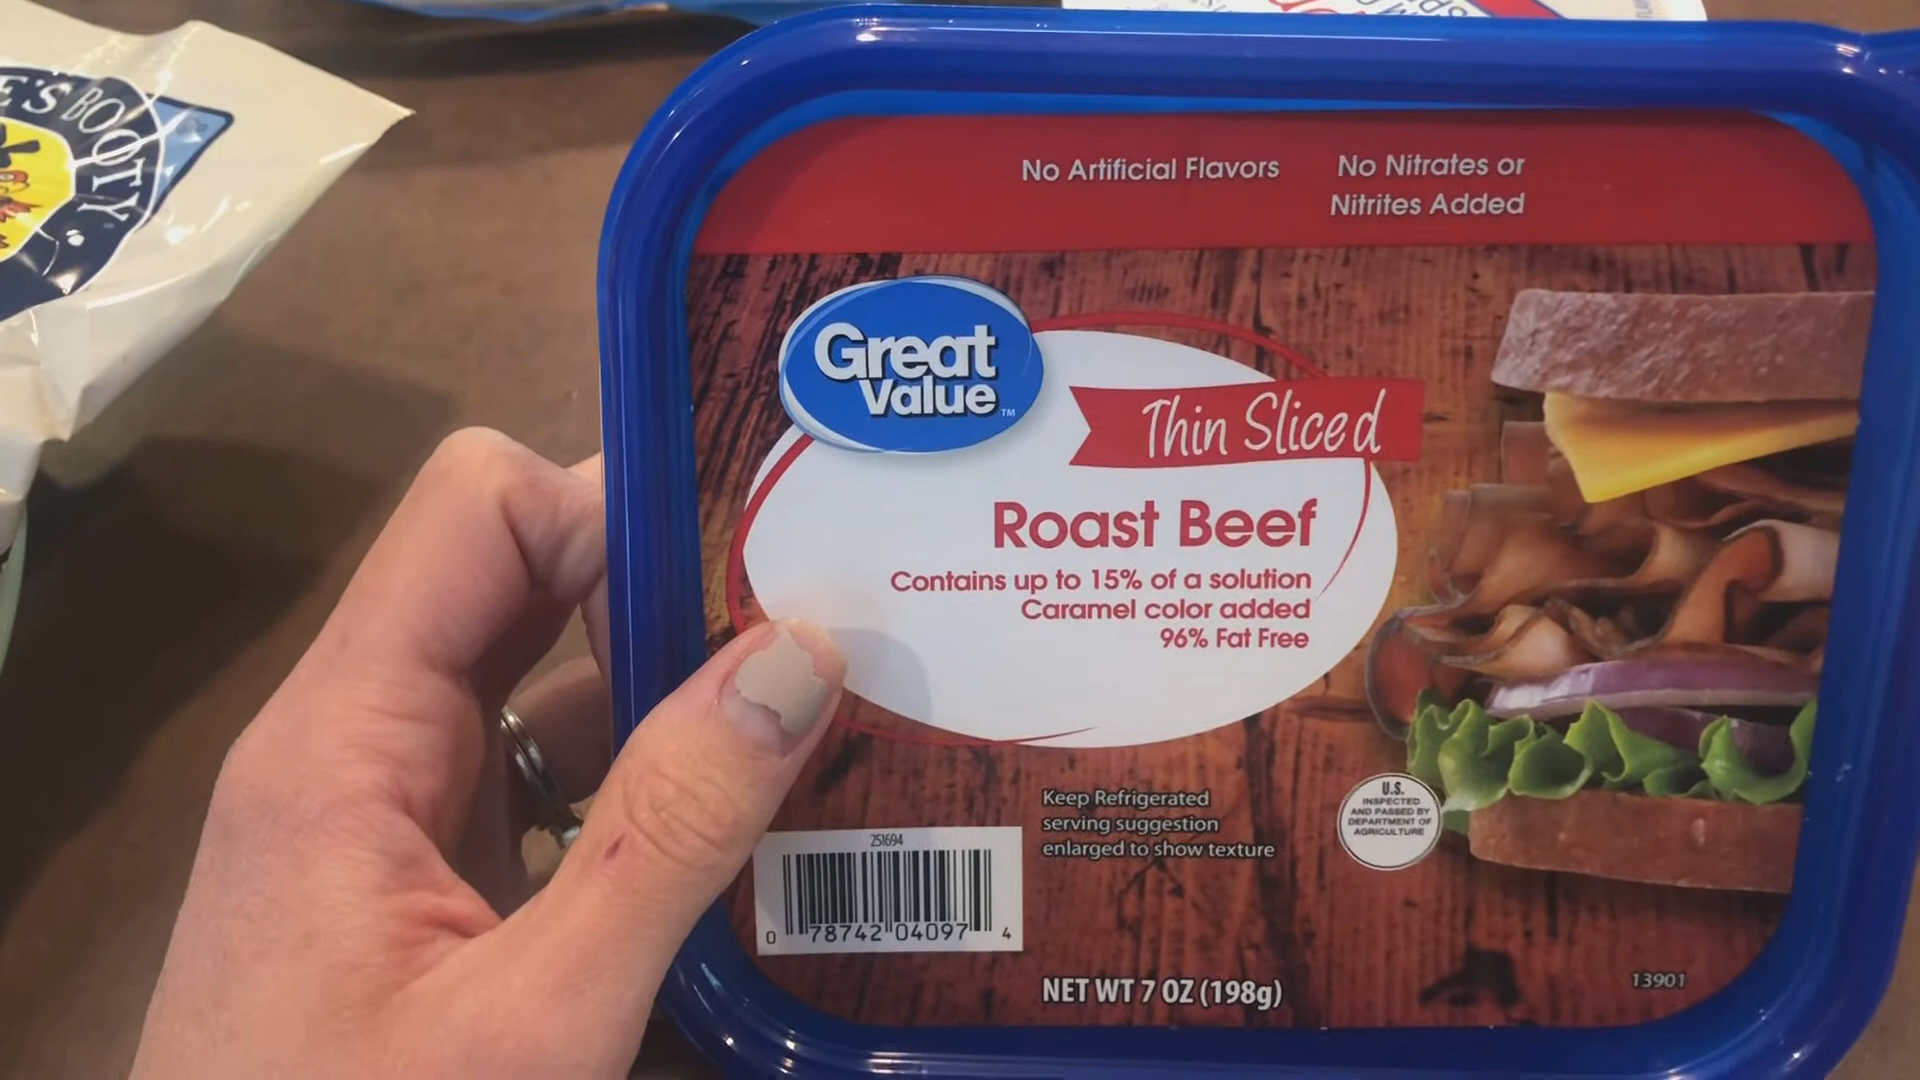 E'S BOOTY
No Artificial Flavors
No Nitrates or
Nitrites Added
Great
Value™
Thin Sliced
Roast Beef
Contains up to 15% of a solution
Caramel color added
96% Fat Free
Keep Refrigerated
serving suggestion
enlarged to show texture
U.S.
INSPECTED
AND PASSED BY
DEPARTMENT OF
AGRICULTURE
251694
0 78742 04097 4
NET WT 7 OZ (198g)
13901